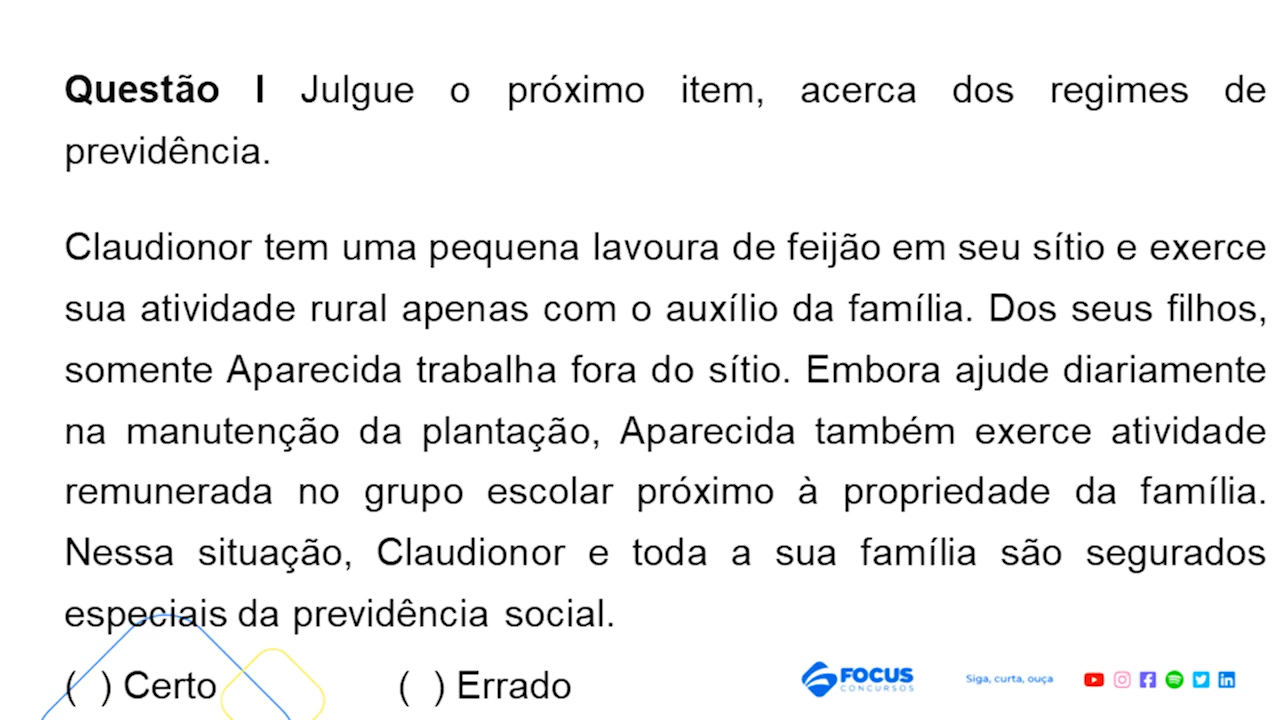 Questão I Julgue o próximo item, acerca dos regimes de
previdência.
Claudionor tem uma pequena lavoura de feijão em seu sítio e exerce
sua atividade rural apenas com o auxílio da família. Dos seus filhos,
somente Aparecida trabalha fora do sítio. Embora ajude diariamente
na manutenção da plantação, Aparecida também exerce atividade
remunerada no grupo escolar próximo à propriedade da família.
Nessa situação, Claudionor e toda a sua família são segurados
especiais da previdência social.
( ) Certo ( ) Errado
FOCUS
CONCURSOS
Siga, curta, ouça